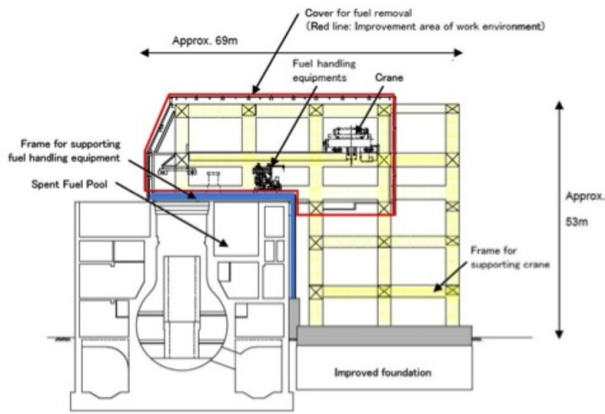 Cover for fuel removal
(Red line: Improvement area of work environment)
Approx. 69m
Fuel handling
equipments
Crane
Frame for supporting
fuel handling equipment
Spent Fuel Pool
Approx.
53m
Frame for
supporting crane
Improved foundation